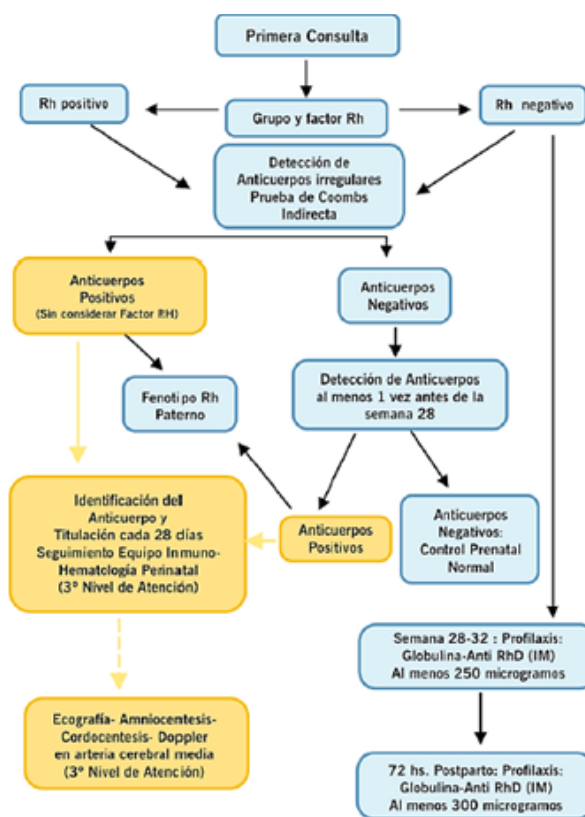 Primera Consulta
Rh positivo
Grupo y factor Rh
Rh negativo
Detección de
Anticuerpos irregulares
Prueba de Coombs
Indirecta
Anticuerpos
Positivos
(Sin considerar Factor RH)
Anticuerpos
Negativos
Fenotipo Rh
Paterno
Detección de Anticuerpos
al menos 1 vez antes de la
semana 28
Identificación del
Anticuerpo y
Titulación cada 28 días
Seguimiento Equipo Inmuno-
Hematología Perinatal
(3º Nivel de Atención)
Anticuerpos
Positivos
Anticuerpos
Negativos:
Control Prenatal
Normal
Semana 28-32 : Profilaxis:
Globulina-Anti RhD (IM)
Al menos 250 microgramos
Ecografía- Amniocentesis-
Cordocentesis- Doppler
en arteria cerebral media
(3º Nivel de Atención)
72 hs. Postparto: Profilaxis:
Globulina-Anti RhD (IM)
Al menos 300 microgramos